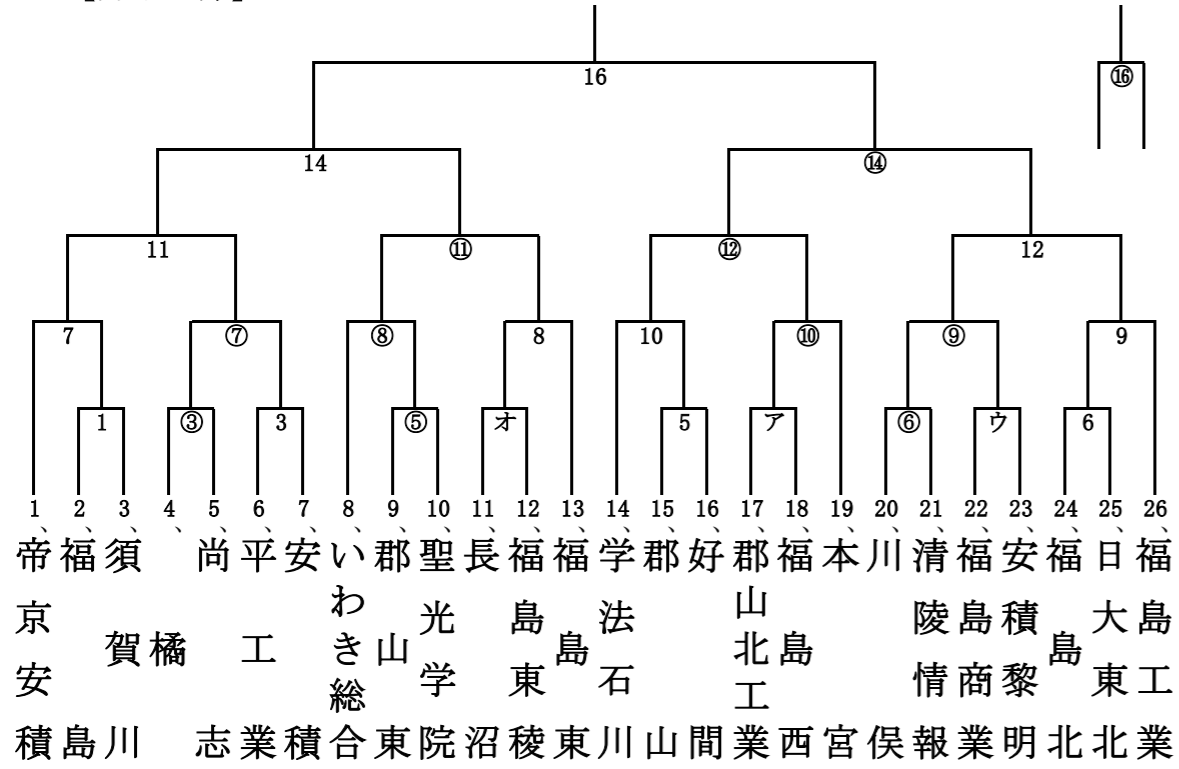 16
⑯
14
⑭
11
⑪
⑫
12
7
⑦
⑧
8
10
⑩
⑨
9
1
③
3
⑤
オ
5
ア
⑥
ウ
6
1、帝京安積
2、福島
3、須賀川
4、橘
5、尚志
6、平工業
7、安積
8、いわき総合
9、郡山東
10、聖光学院
11、長沼
12、福島東稜
13、福島東
14、学法石川
15、郡山
16、好間
17、郡山北工業
18、福島西
19、本宮
20、川俣
21、清陵情報
22、福島商業
23、安積黎明
24、福島北
25、日大東北
26、福島工業